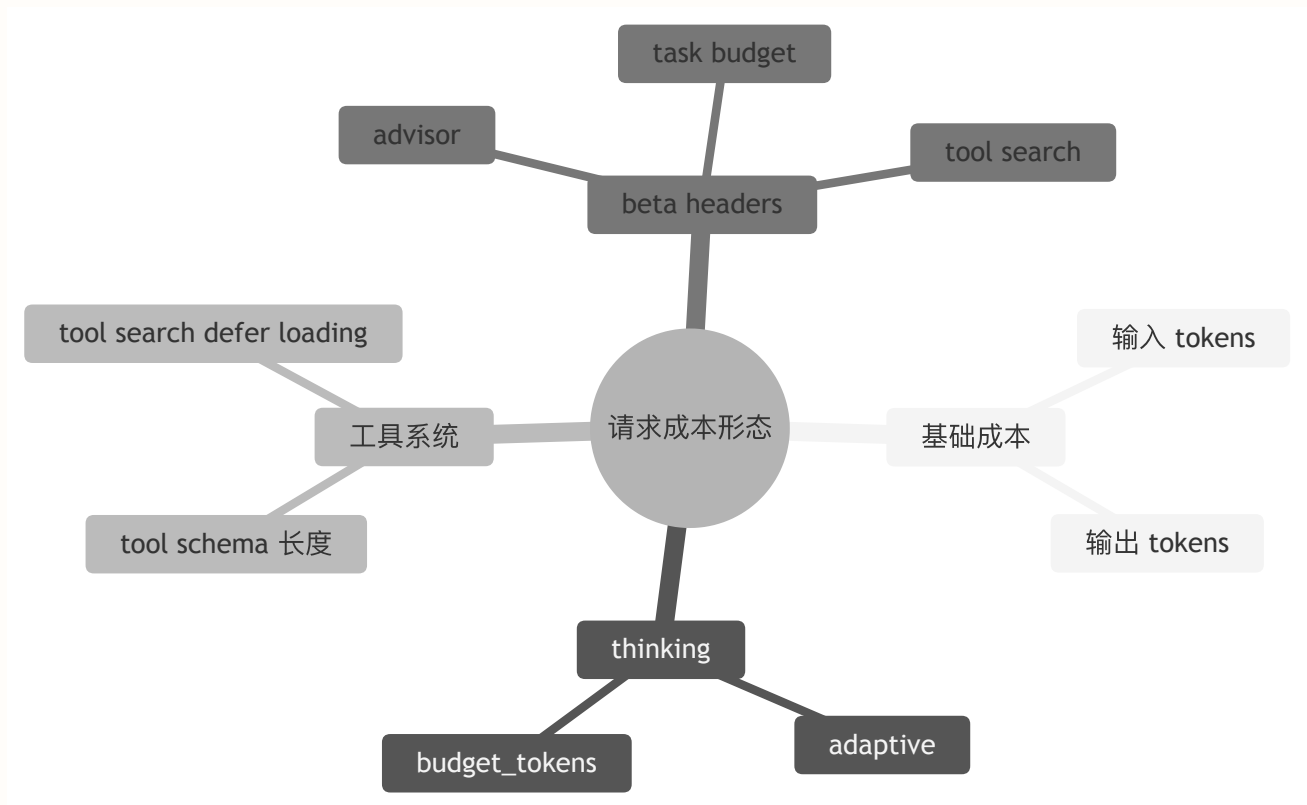 task budget
advisor
tool search
beta headers
tool search defer loading
输入 tokens
工具系统
请求成本形态
基础成本
tool schema 长度
输出 tokens
thinking
budget_tokens
adaptive